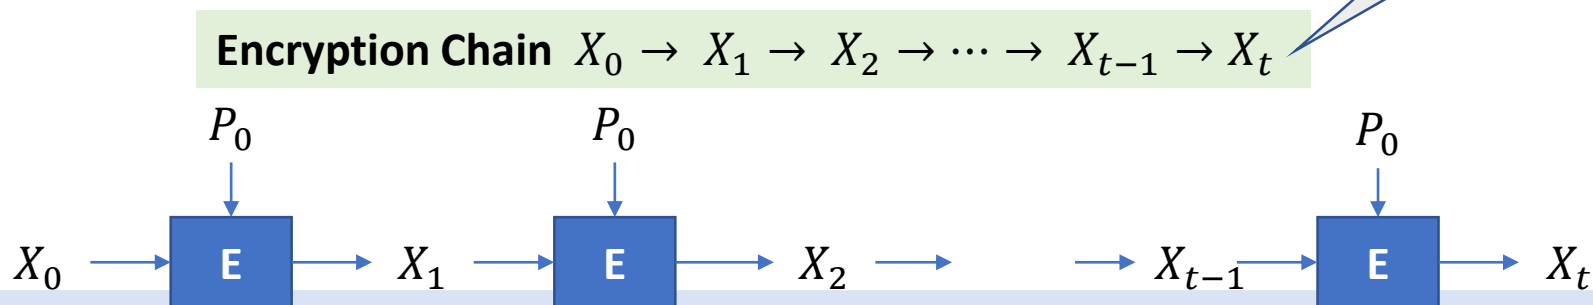 Encryption Chain X₀ → X₁ → X₂ → ⋯ → Xₜ₋₁ → Xₜ
P₀ P₀ P₀
X₀ E X₁ E X₂ Xₜ₋₁ E Xₜ